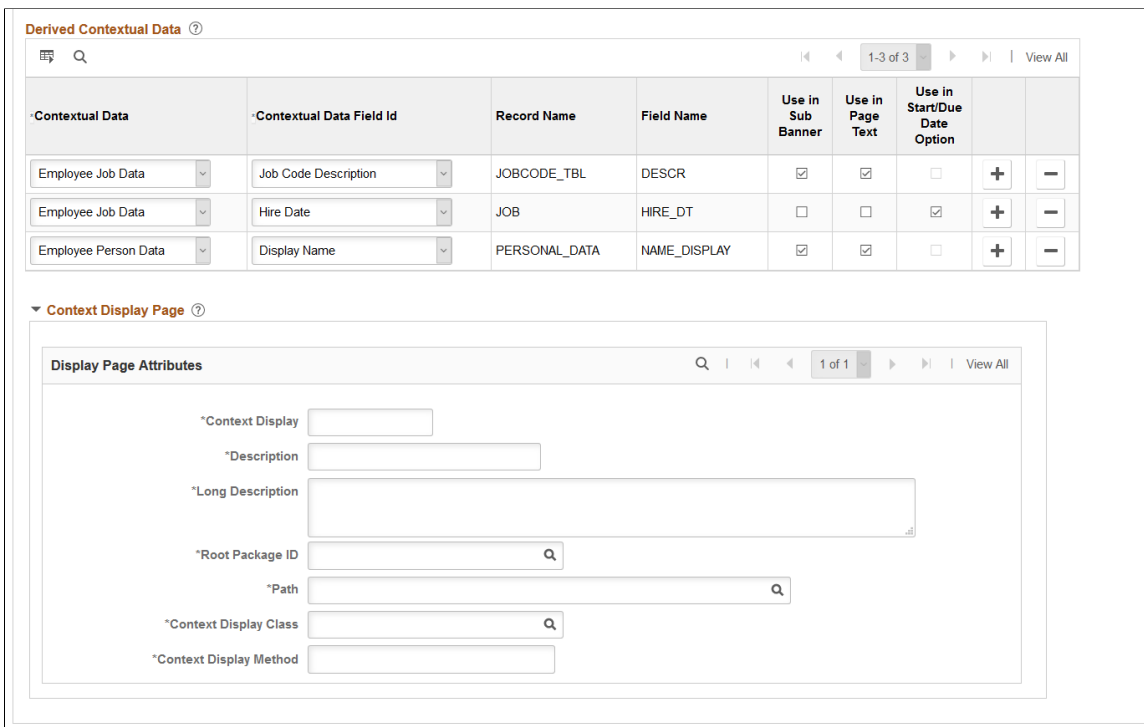 Derived Contextual Data ?
1-3 of 3 | View All
*Contextual Data *Contextual Data Field Id Record Name Field Name Use in Sub Banner Use in Page Text Use in Start/Due Date Option
Employee Job Data Job Code Description JOBCODE_TBL DESCR + −
Employee Job Data Hire Date JOB HIRE_DT + −
Employee Person Data Display Name PERSONAL_DATA NAME_DISPLAY + −
Context Display Page ?
Display Page Attributes | 1 of 1 | View All
*Context Display
*Description
*Long Description
*Root Package ID
*Path
*Context Display Class
*Context Display Method